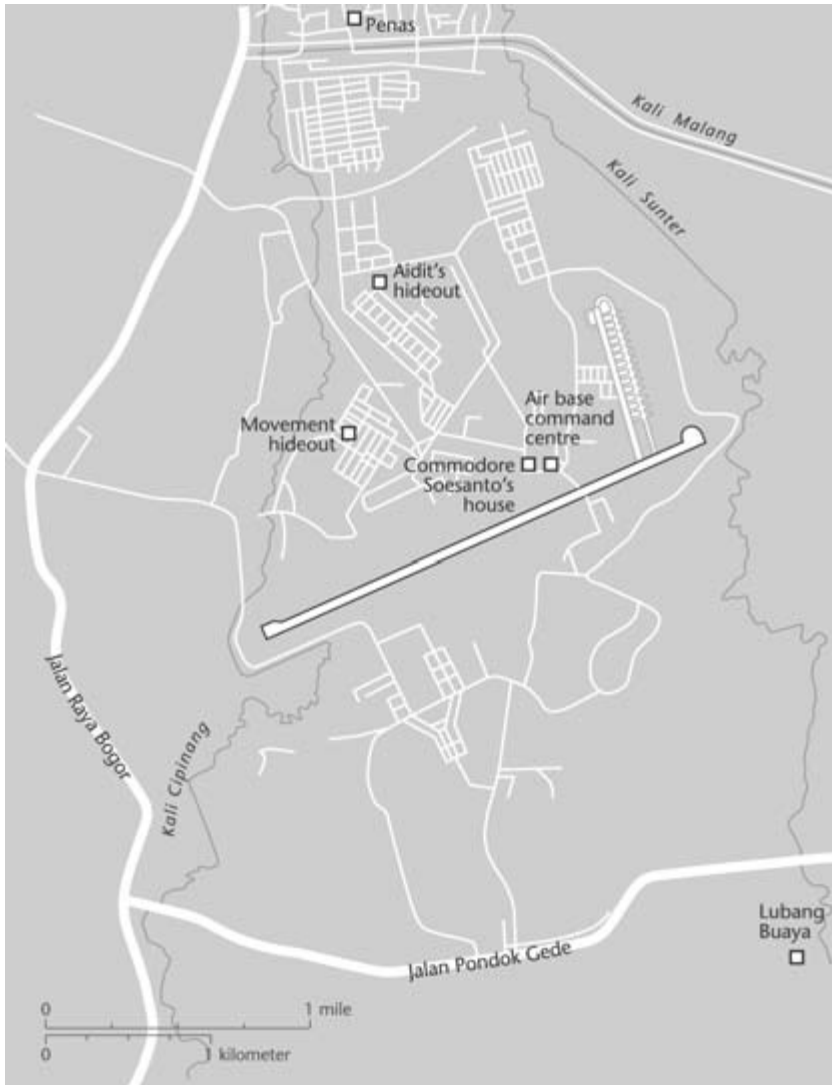 Penas
Kali Malang
Kali Sunter
Aidit's
hideout
Air base
command
centre
Movement
hideout
Commodore
Soesanto's
house
Jalan Raya Bogor
Kali Cipinang
Lubang
Buaya
Jalan Pondok Gede
0 1 mile
0 1 kilometer